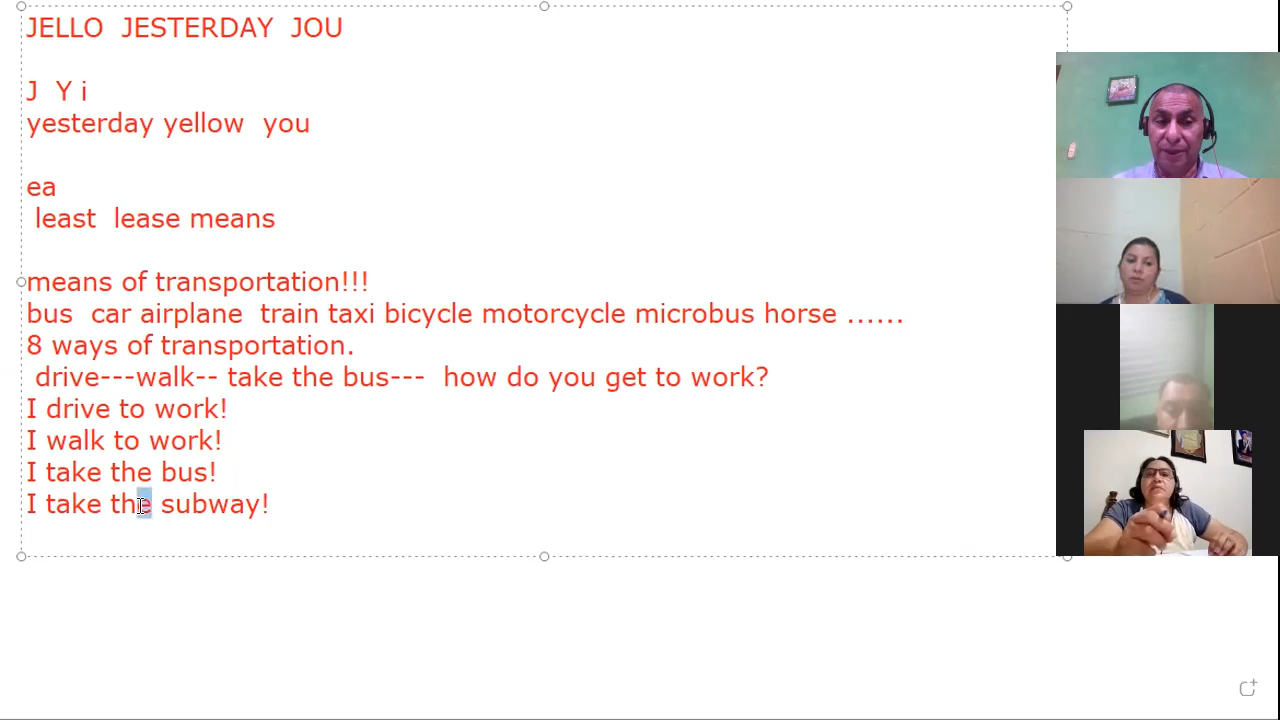 JELLO JESTERDAY JOU
J Y i
yesterday yellow you
ea
least lease means
means of transportation!!!
bus car airplane train taxi bicycle motorcycle microbus horse ......
8 ways of transportation.
drive---walk-- take the bus--- how do you get to work?
I drive to work!
I walk to work!
I take the bus!
I take the subway!